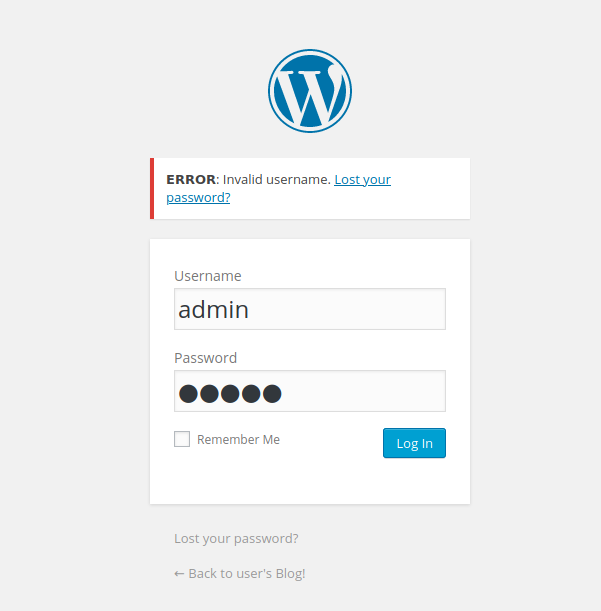 ERROR: Invalid username. Lost your
password?
Username
admin
Password
●●●●●
Remember Me
Log In
Lost your password?
← Back to user's Blog!